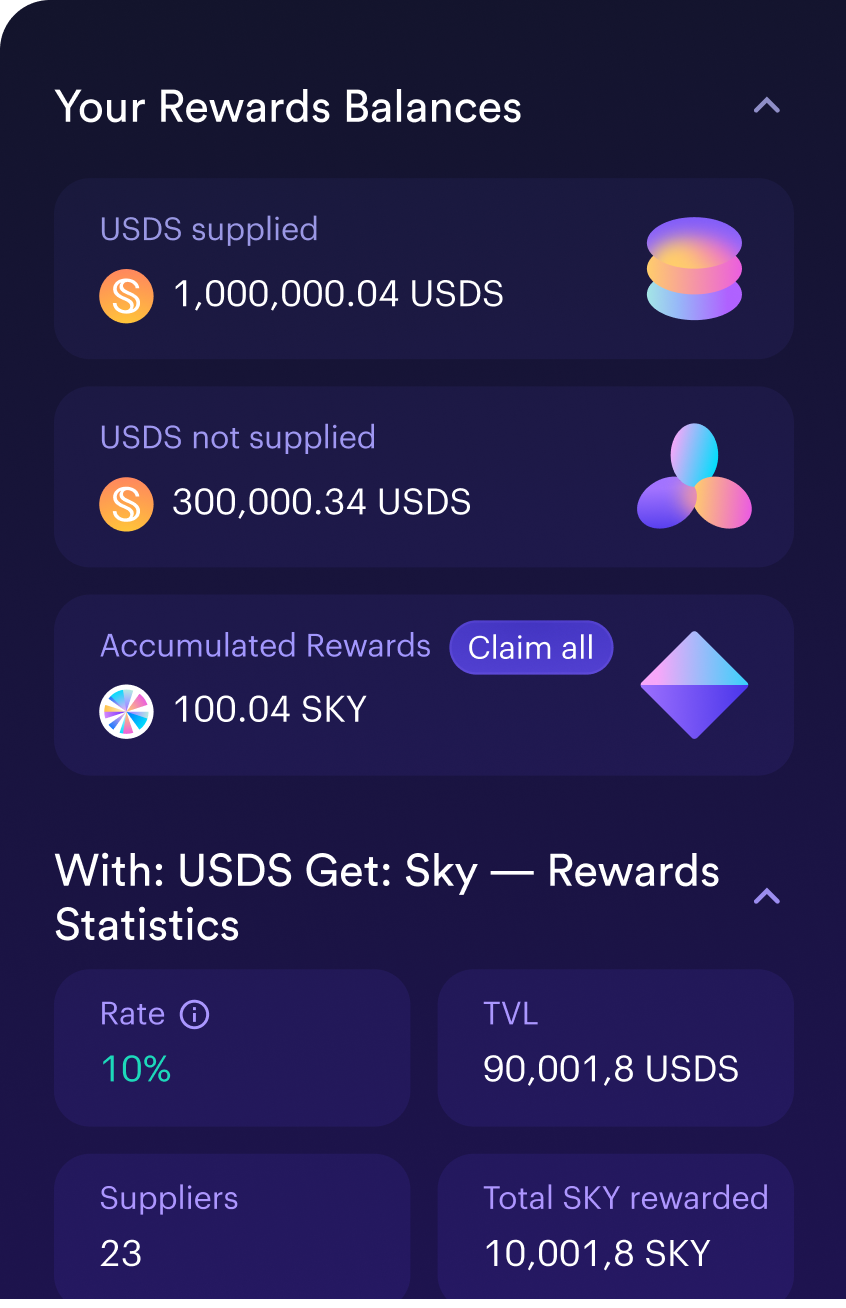 Your Rewards Balances
USDS supplied
1,000,000.04 USDS
USDS not supplied
300,000.34 USDS
Accumulated Rewards Claim all
100.04 SKY
With: USDS Get: Sky — Rewards
Statistics
Rate
10%
TVL
90,001,8 USDS
Suppliers
23
Total SKY rewarded
10,001,8 SKY